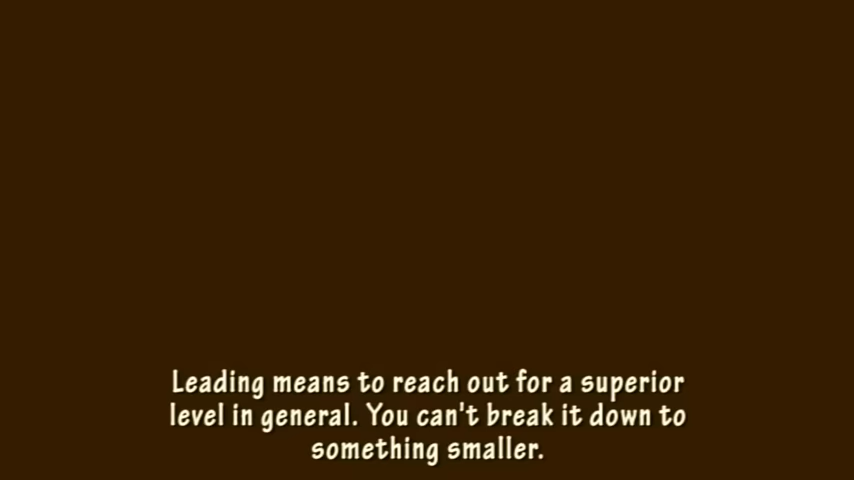 Leading means to reach out for a superior
level in general. You can't break it down to
something smaller.